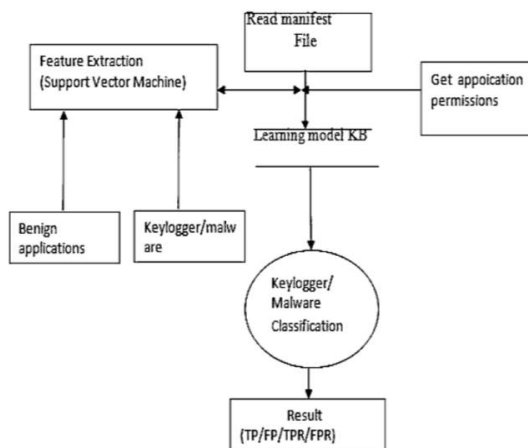 Read manifest
File
Feature Extraction
(Support Vector Machine)
Get appoication
permissions
Learning model KB
Benign
applications
Keylogger/malw
are
Keylogger/
Malware
Classification
Result
(TP/FP/TPR/FPR)